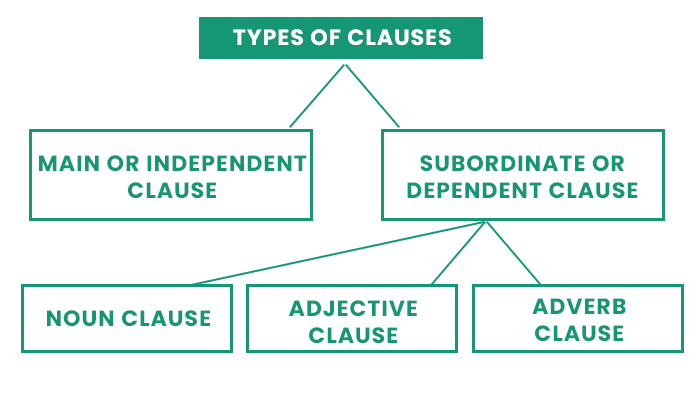 TYPES OF CLAUSES
MAIN OR INDEPENDENT
CLAUSE
SUBORDINATE OR
DEPENDENT CLAUSE
NOUN CLAUSE
ADJECTIVE
CLAUSE
ADVERB
CLAUSE